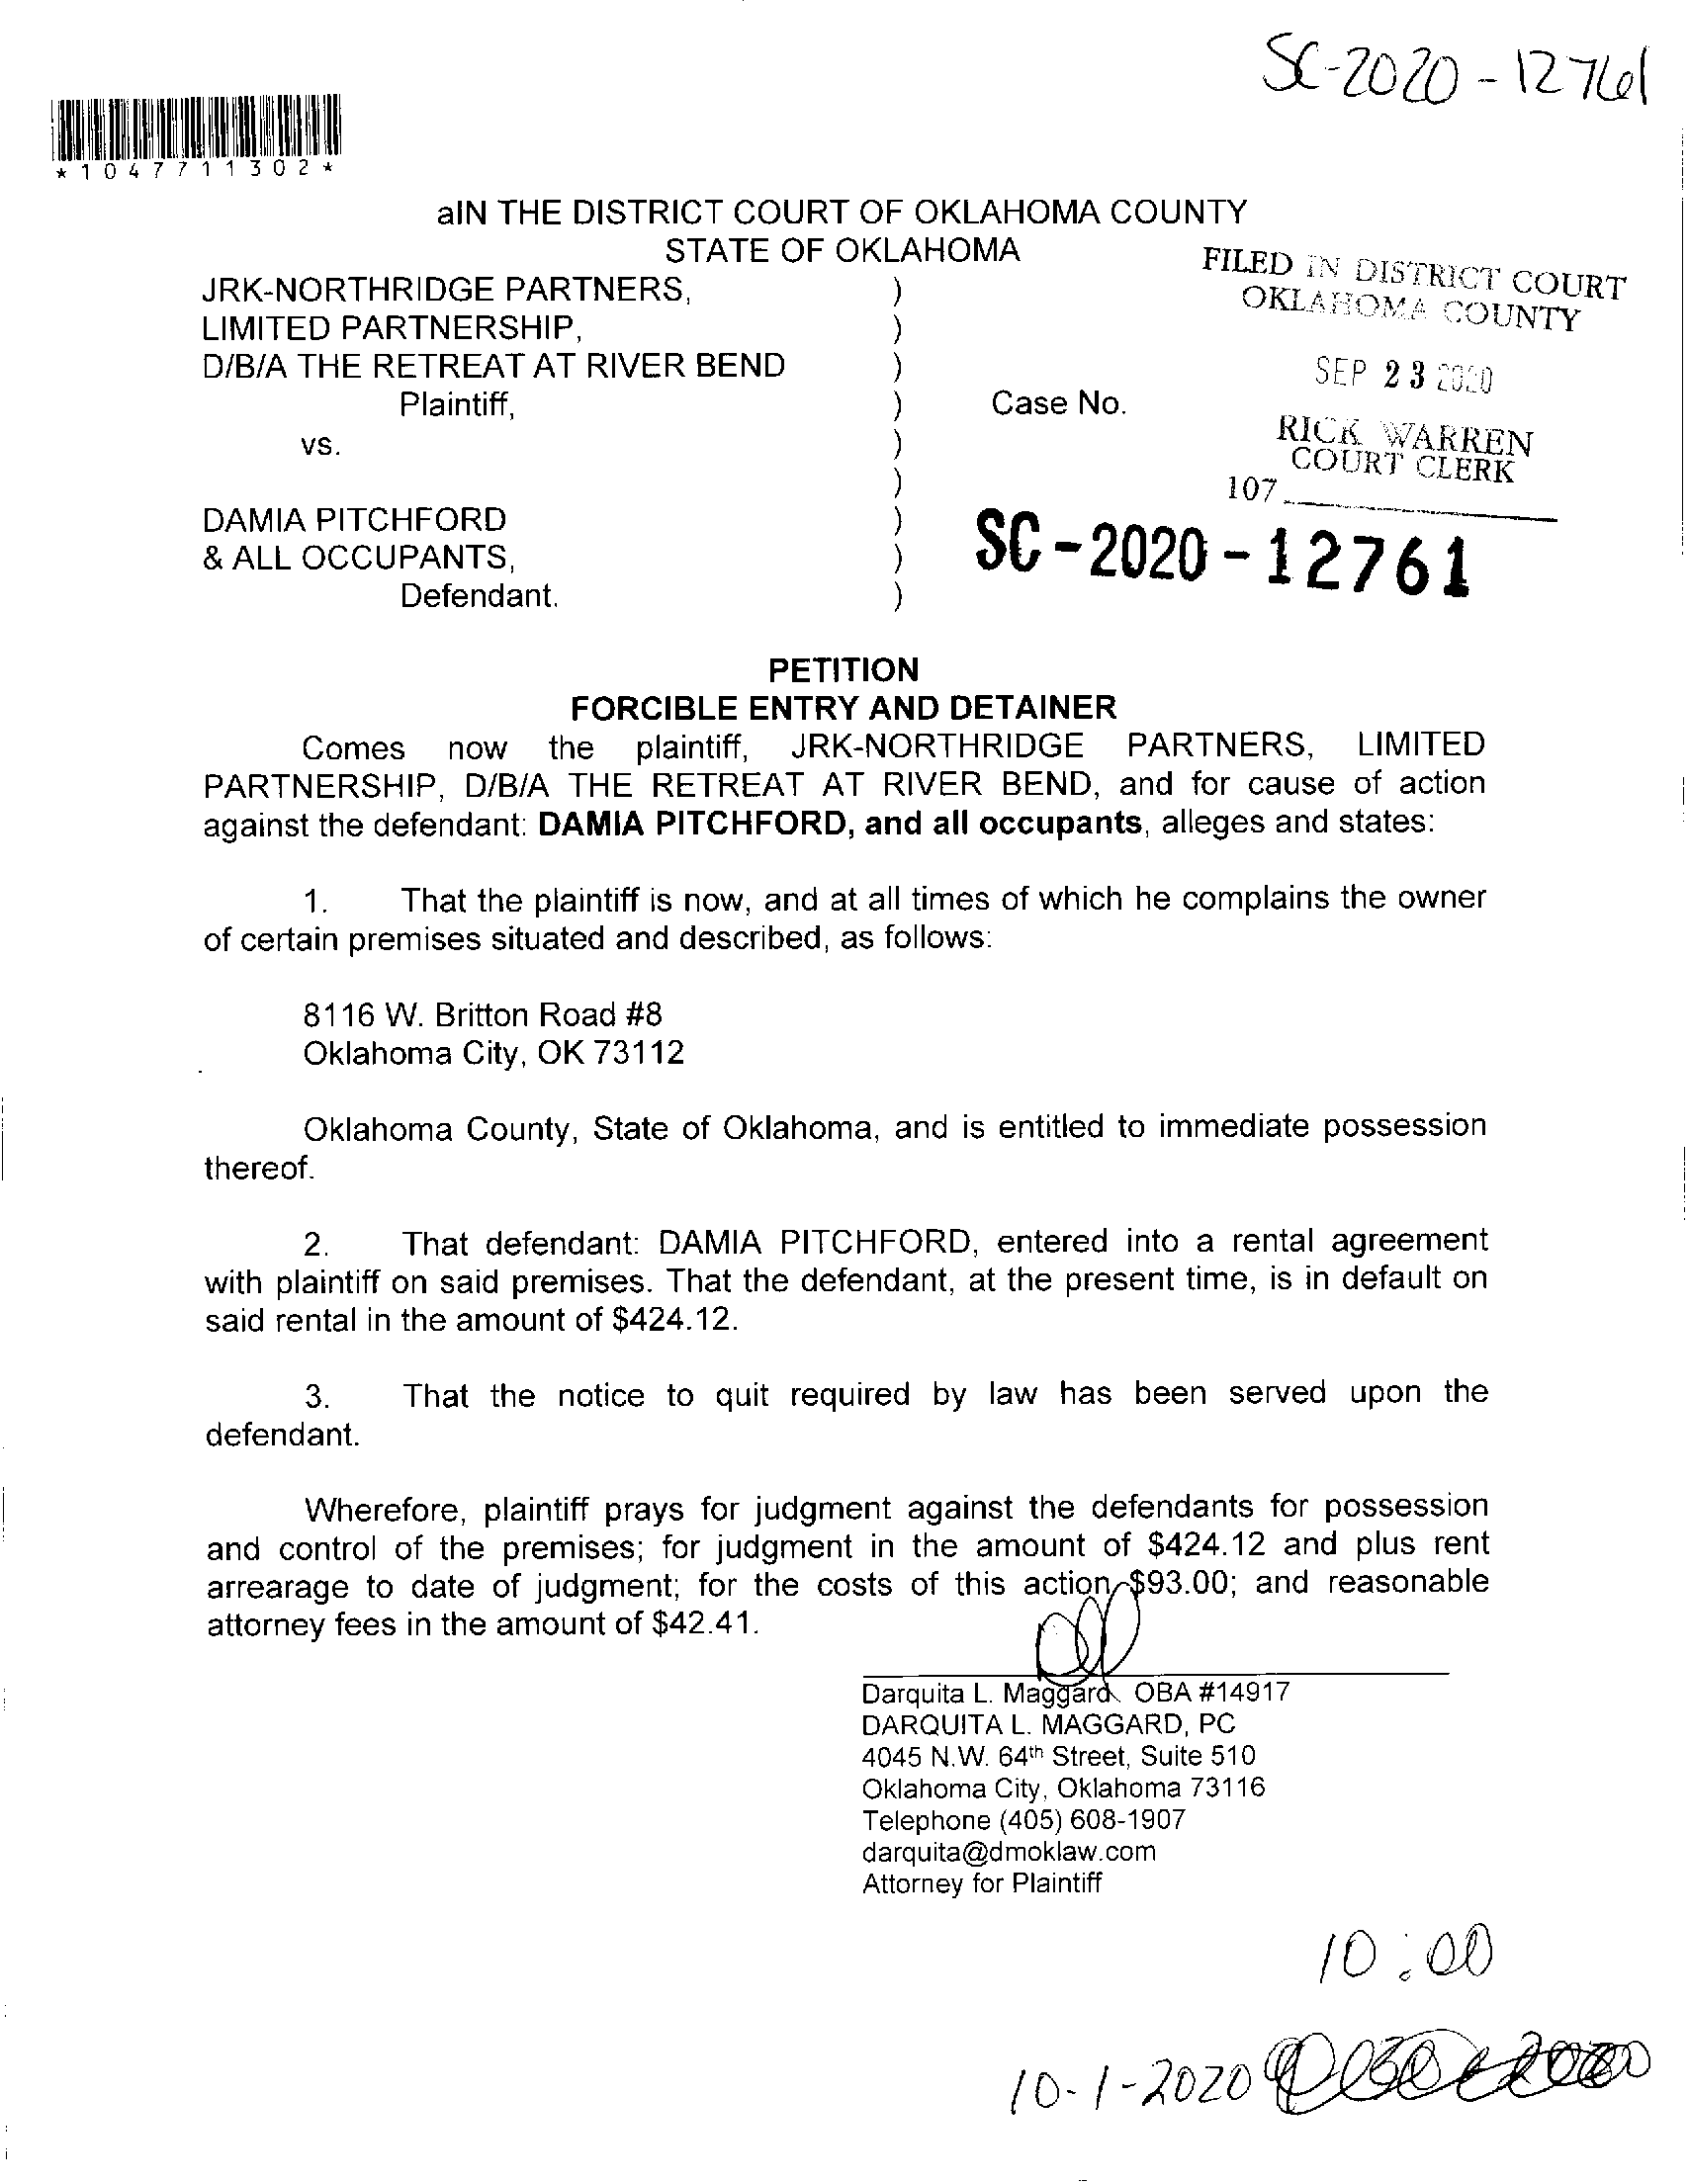 SC-2020-12761
*1047711302*
aIN THE DISTRICT COURT OF OKLAHOMA COUNTY
STATE OF OKLAHOMA
FILED IN DISTRICT COURT
OKLAHOMA COUNTY
SEP 23 2020
RICK WARREN
COURT CLERK
107
JRK-NORTHRIDGE PARTNERS, )
LIMITED PARTNERSHIP, )
D/B/A THE RETREAT AT RIVER BEND )
Plaintiff, ) Case No.
vs. )
)
DAMIA PITCHFORD )
& ALL OCCUPANTS, ) SC-2020-12761
Defendant. )
PETITION
FORCIBLE ENTRY AND DETAINER
Comes now the plaintiff, JRK-NORTHRIDGE PARTNERS, LIMITED
PARTNERSHIP, D/B/A THE RETREAT AT RIVER BEND, and for cause of action
against the defendant: DAMIA PITCHFORD, and all occupants, alleges and states:
1. That the plaintiff is now, and at all times of which he complains the owner
of certain premises situated and described, as follows:
8116 W. Britton Road #8
Oklahoma City, OK 73112
Oklahoma County, State of Oklahoma, and is entitled to immediate possession
thereof.
2. That defendant: DAMIA PITCHFORD, entered into a rental agreement
with plaintiff on said premises. That the defendant, at the present time, is in default on
said rental in the amount of $424.12.
3. That the notice to quit required by law has been served upon the
defendant.
Wherefore, plaintiff prays for judgment against the defendants for possession
and control of the premises; for judgment in the amount of $424.12 and plus rent
arrearage to date of judgment; for the costs of this action $93.00; and reasonable
attorney fees in the amount of $42.41.
Darquita L. Maggard OBA #14917
DARQUITA L. MAGGARD, PC
4045 N.W. 64th Street, Suite 510
Oklahoma City, Oklahoma 73116
Telephone (405) 608-1907
darquita@dmoklaw.com
Attorney for Plaintiff
10:00
10-1-2020